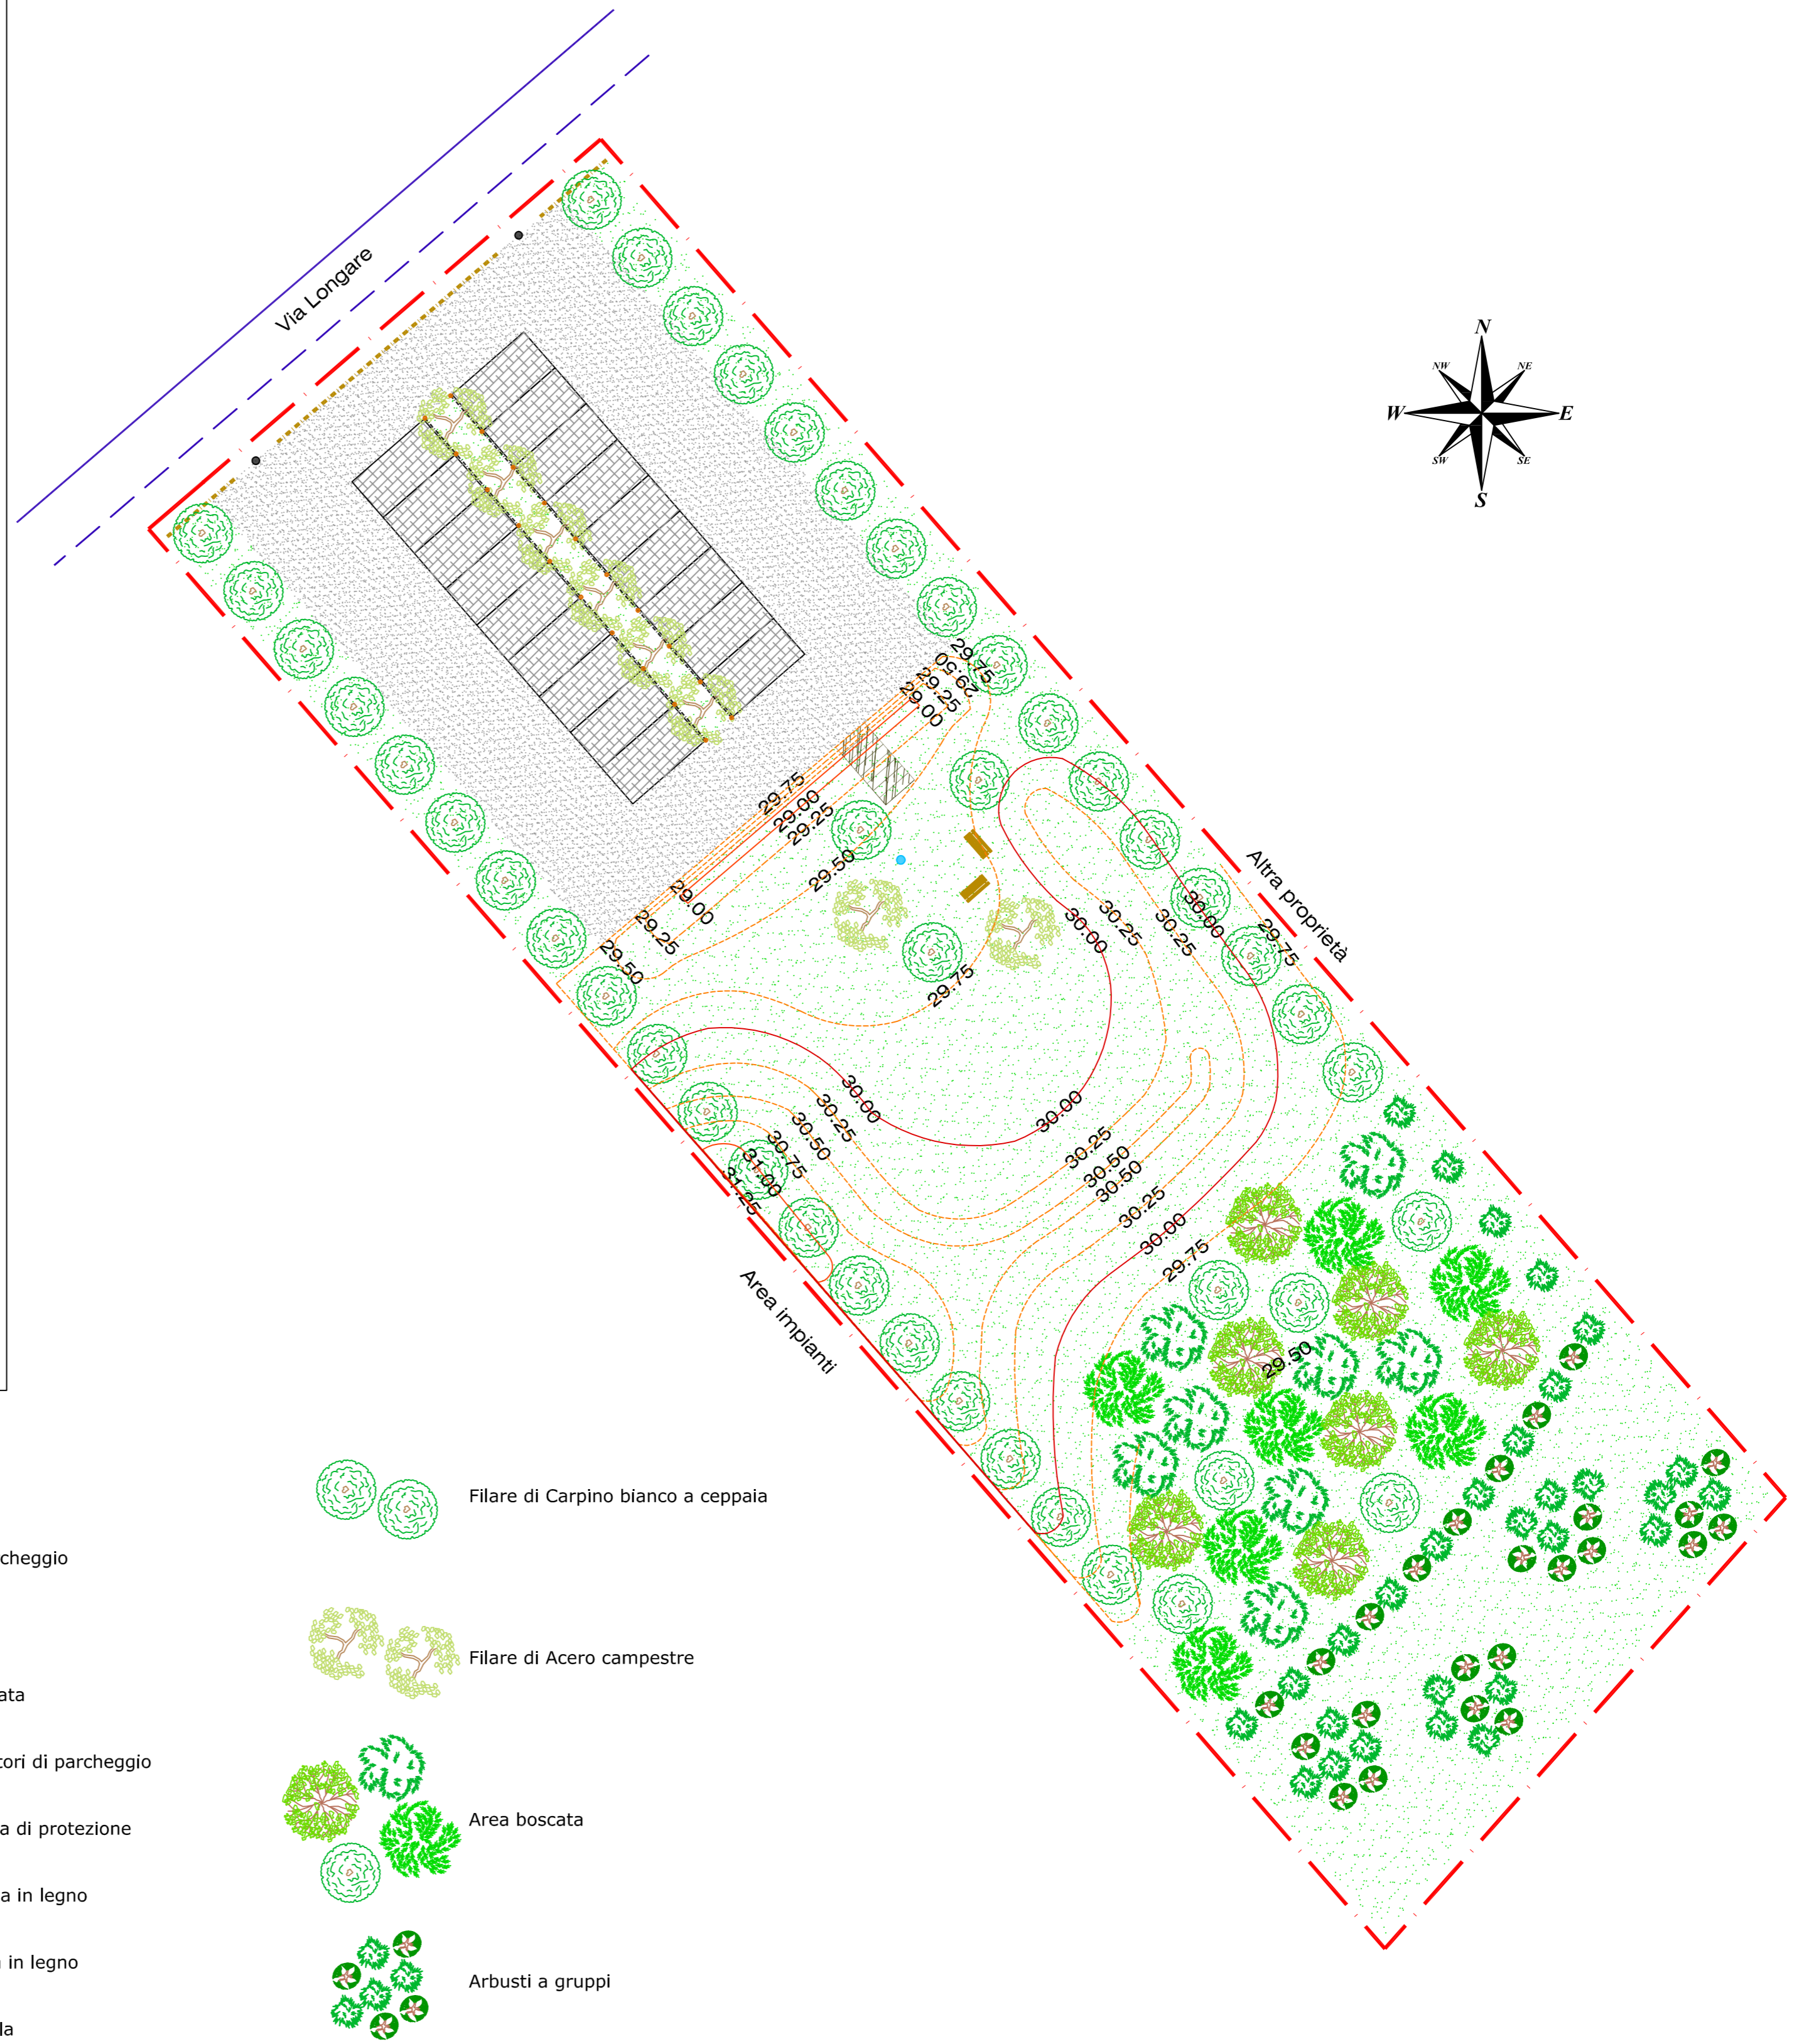 Via Longare
N
NW
NE
W
E
SW
SE
S
29.75
29.50
29.25
29.00
29.75
29.00
29.25
29.50
29.00
29.25
29.50
Altra proprietà
30.00
30.25
30.25
30.00
29.75
29.75
30.00
30.25
30.50
30.75
31.00
31.25
30.00
30.25
30.50
30.50
30.25
30.00
29.75
Area impianti
29.50
Filare di Carpino bianco a ceppaia
cheggio
Filare di Acero campestre
ata
tori di parcheggio
Area boscata
a di protezione
a in legno
in legno
Arbusti a gruppi
la